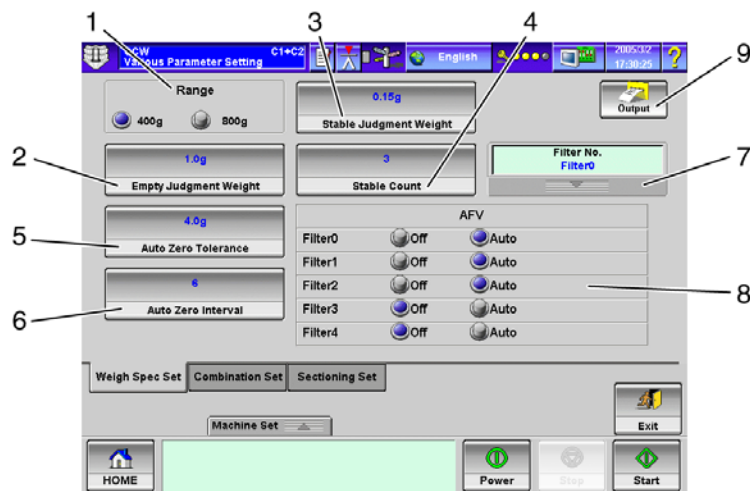 3
4
CCW C1+C2
Various Parameter Setting
English
2005/3/2
17:30:25
?
1
Range
400g 800g
0.15g
Stable Judgment Weight
Output
9
2
1.0g
Empty Judgment Weight
3
Stable Count
Filter No.
Filter0
7
5
4.0g
Auto Zero Tolerance
6
6
Auto Zero Interval
AFV
Filter0 Off Auto
Filter1 Off Auto
Filter2 Off Auto
Filter3 Off Auto
Filter4 Off Auto
8
Weigh Spec Set Combination Set Sectioning Set
Machine Set
Exit
HOME
Power
Stop
Start